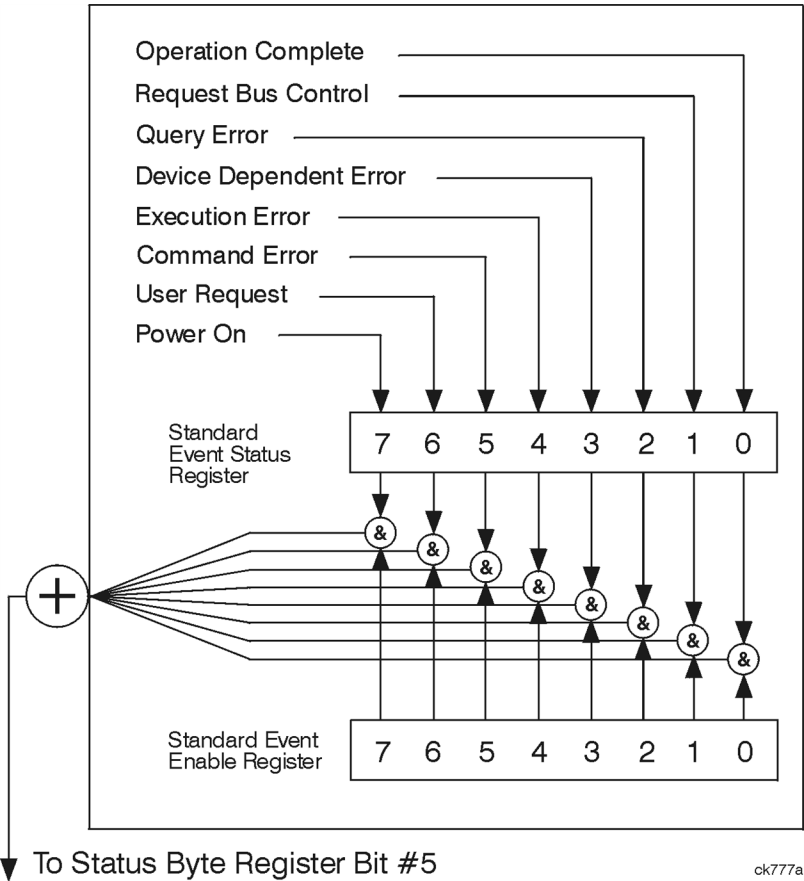 Operation Complete
Request Bus Control
Query Error
Device Dependent Error
Execution Error
Command Error
User Request
Power On
Standard
Event Status
Register
7 6 5 4 3 2 1 0
&
&
&
&
&
&
&
&
+
Standard Event
Enable Register
7 6 5 4 3 2 1 0
To Status Byte Register Bit #5
ck777a